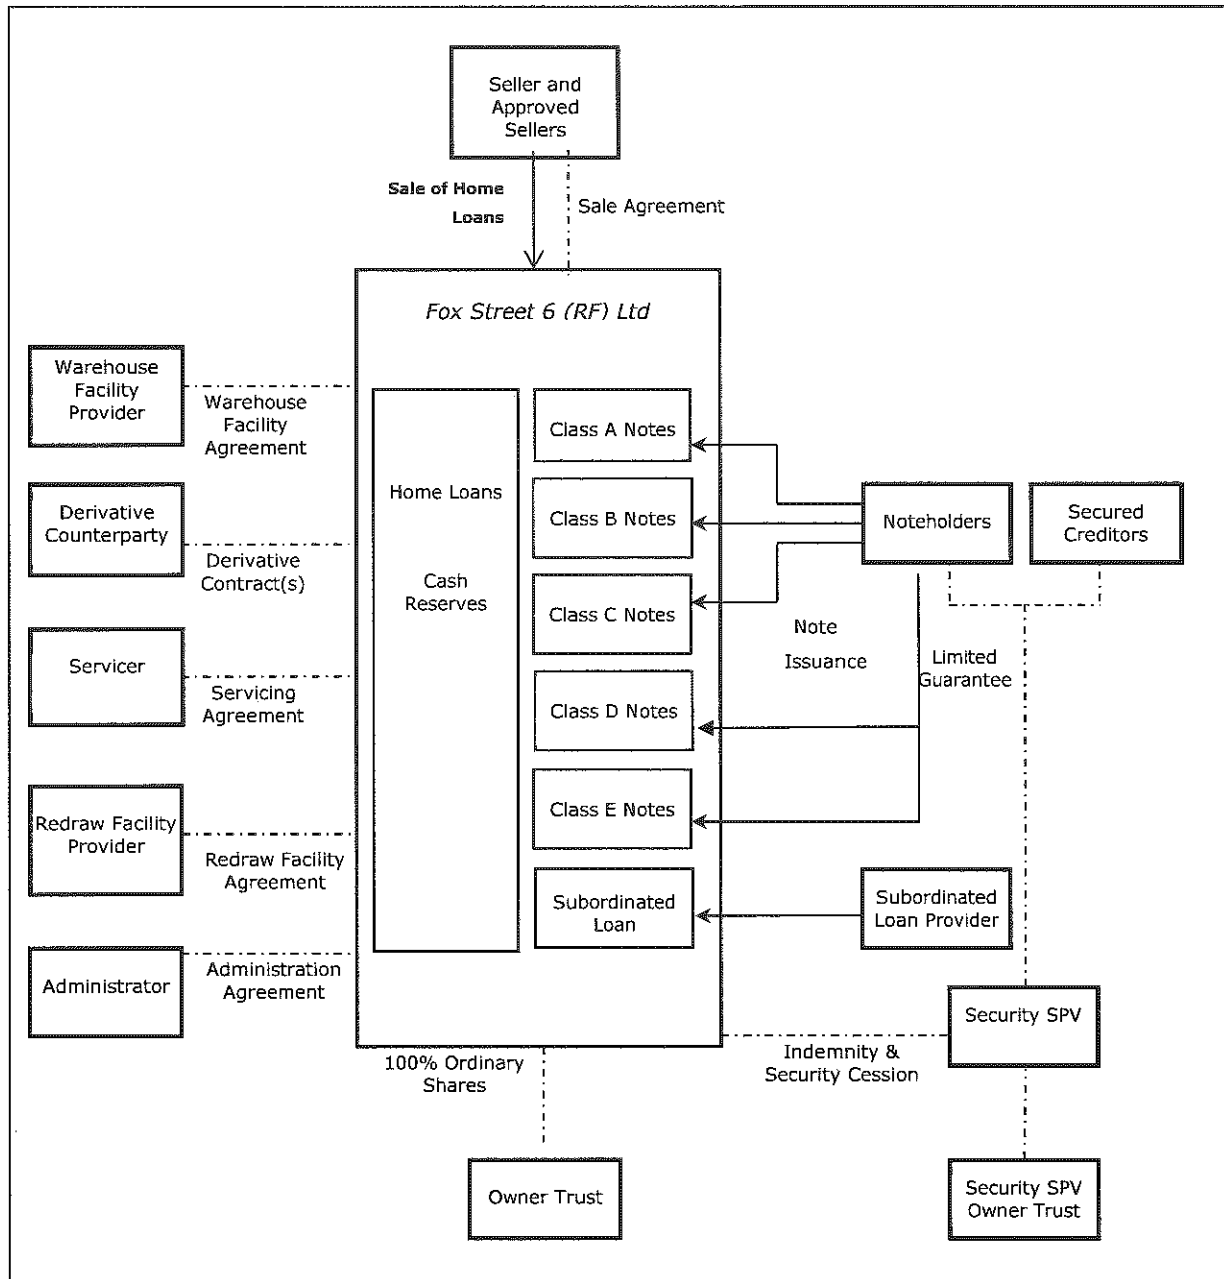 Seller and
Approved
Sellers
Sale of Home
Loans
Sale Agreement
Fox Street 6 (RF) Ltd
Warehouse
Facility
Provider
Warehouse
Facility
Agreement
Derivative
Counterparty
Derivative
Contract(s)
Servicer
Servicing
Agreement
Redraw Facility
Provider
Redraw Facility
Agreement
Administrator
Administration
Agreement
Home Loans
Cash
Reserves
Class A Notes
Class B Notes
Class C Notes
Class D Notes
Class E Notes
Subordinated
Loan
Noteholders
Secured
Creditors
Note
Issuance
Limited
Guarantee
Subordinated
Loan Provider
Security SPV
Indemnity &
Security Cession
100% Ordinary
Shares
Owner Trust
Security SPV
Owner Trust